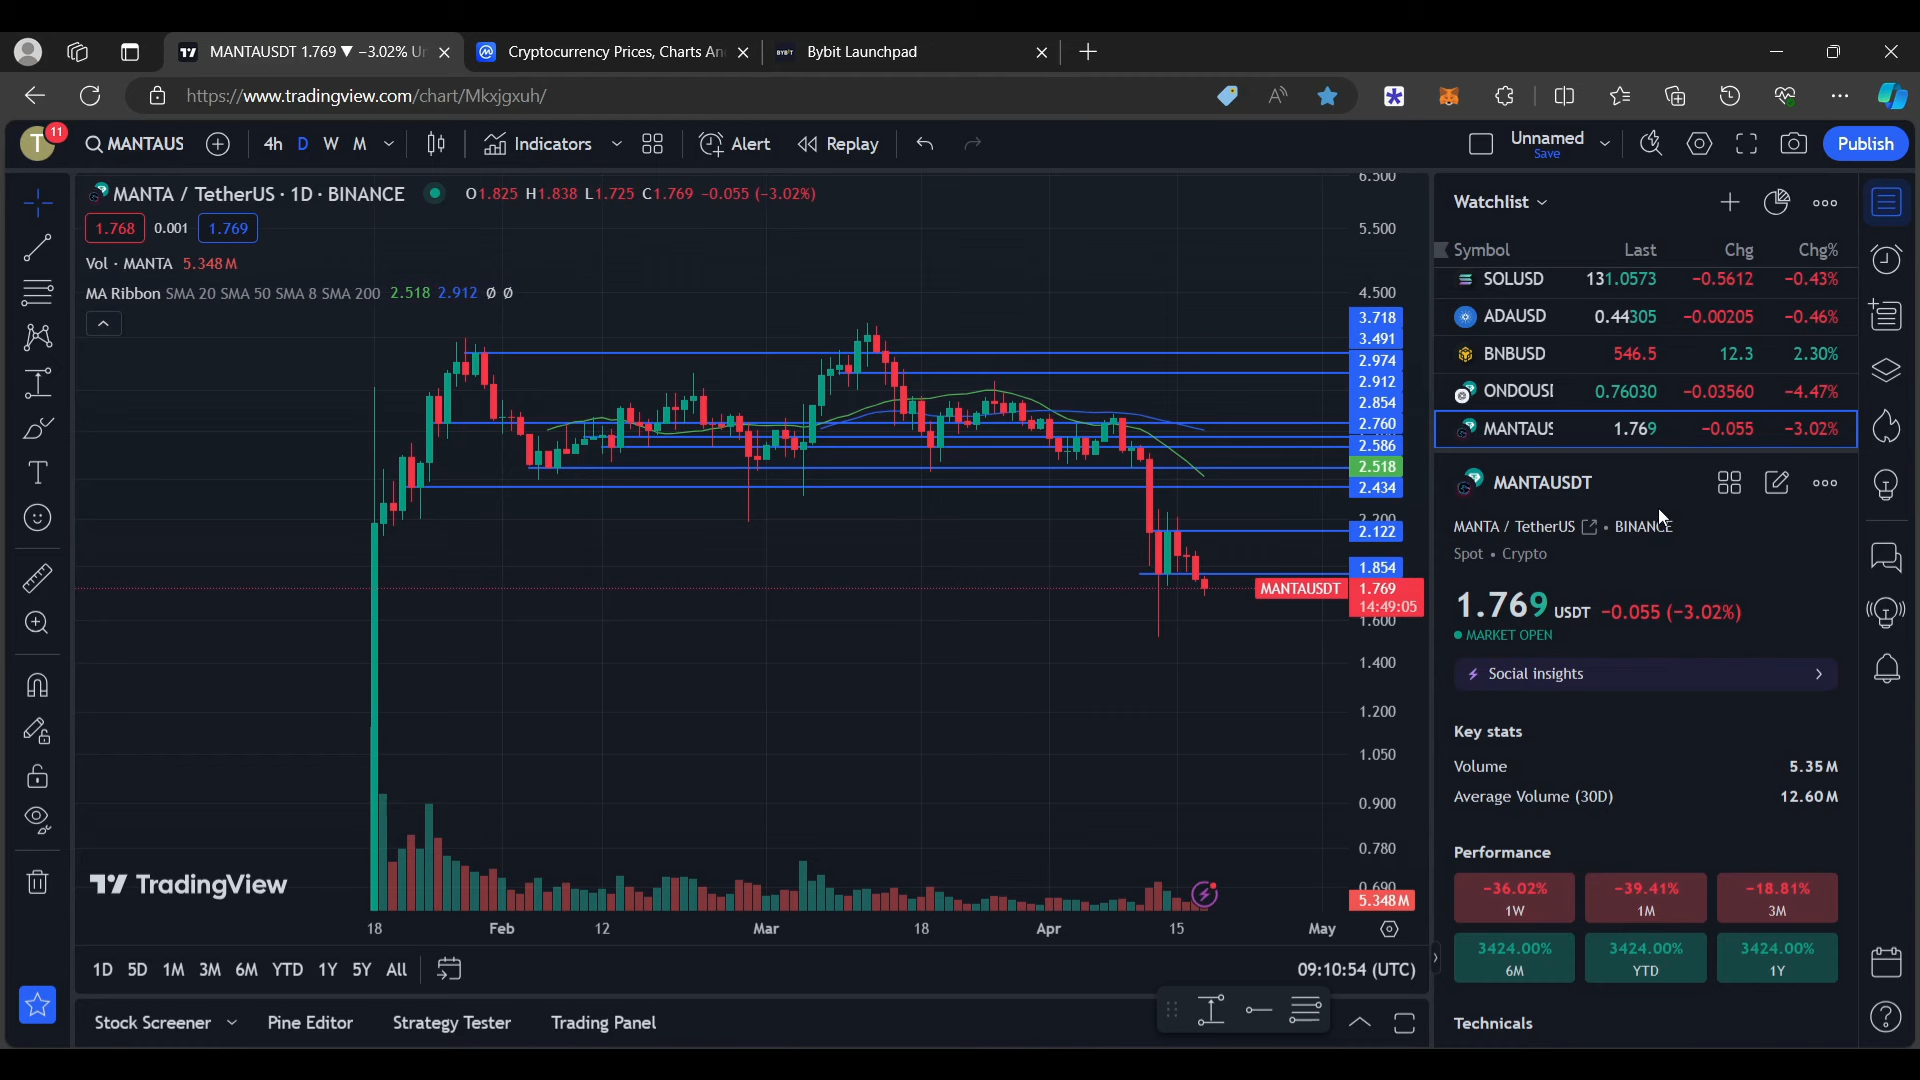 MANTAUSDT 1.769 ▼ −3.02% Ur
Cryptocurrency Prices, Charts An
BYBIT
Bybit Launchpad
https://www.tradingview.com/chart/Mkxjgxuh/
T 11
MANTAUS
4h D W M
Indicators
Alert
Replay
Unnamed
Save
Publish
MANTA / TetherUS · 1D · BINANCE
O1.825 H1.838 L1.725 C1.769 −0.055 (−3.02%)
1.768 0.001 1.769
Vol · MANTA 5.348M
MA Ribbon SMA 20 SMA 50 SMA 8 SMA 200 2.518 2.912 Ø Ø
6.500
5.500
4.500
3.718
3.491
2.974
2.912
2.854
2.760
2.586
2.518
2.434
2.200
2.122
1.854
MANTAUSDT 1.769
14:49:05
1.600
1.400
1.200
1.050
0.900
0.780
0.690
5.348M
TradingView
18 Feb 12 Mar 18 Apr 15 May
1D 5D 1M 3M 6M YTD 1Y 5Y All
09:10:54 (UTC)
Stock Screener
Pine Editor
Strategy Tester
Trading Panel
Watchlist
Symbol Last Chg Chg%
SOLUSD 131.0573 −0.5612 −0.43%
ADAUSD 0.44305 −0.00205 −0.46%
BNBUSD 546.5 12.3 2.30%
ONDOUSI 0.76030 −0.03560 −4.47%
MANTAUS 1.769 −0.055 −3.02%
MANTAUSDT
MANTA / TetherUS • BINANCE
Spot • Crypto
1.769 USDT −0.055 (−3.02%)
MARKET OPEN
Social insights
Key stats
Volume 5.35M
Average Volume (30D) 12.60M
Performance
−36.02% −39.41% −18.81%
1W 1M 3M
3424.00% 3424.00% 3424.00%
6M YTD 1Y
Technicals